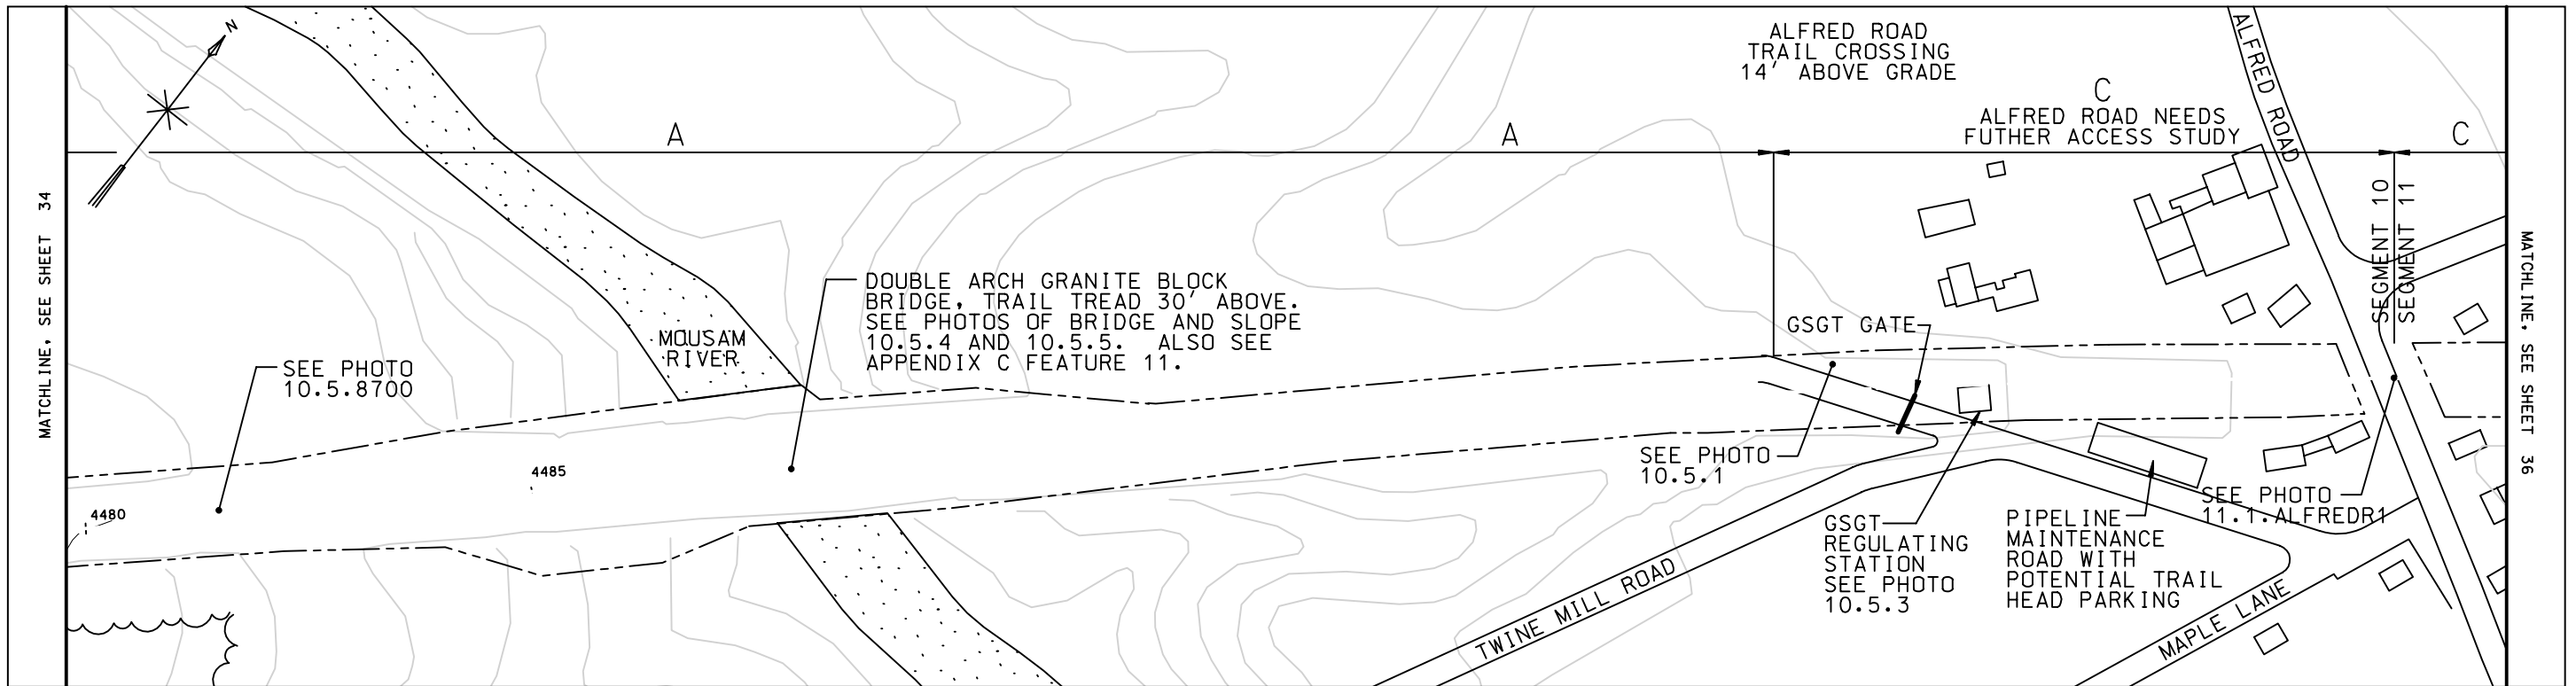 N
ALFRED ROAD
TRAIL CROSSING
14' ABOVE GRADE
ALFRED ROAD
A
A
C
ALFRED ROAD NEEDS
FUTHER ACCESS STUDY
C
SEGMENT 10
SEGMENT 11
MATCHLINE, SEE SHEET 34
MATCHLINE, SEE SHEET 36
DOUBLE ARCH GRANITE BLOCK
BRIDGE, TRAIL TREAD 30' ABOVE.
SEE PHOTOS OF BRIDGE AND SLOPE
10.5.4 AND 10.5.5. ALSO SEE
APPENDIX C FEATURE 11.
MOUSAM
RIVER
SEE PHOTO
10.5.8700
GSGT GATE
4485
4480
SEE PHOTO
10.5.1
SEE PHOTO
11.1.ALFREDR1
GSGT
REGULATING
STATION
SEE PHOTO
10.5.3
PIPELINE
MAINTENANCE
ROAD WITH
POTENTIAL TRAIL
HEAD PARKING
TWINE MILL ROAD
MAPLE LANE